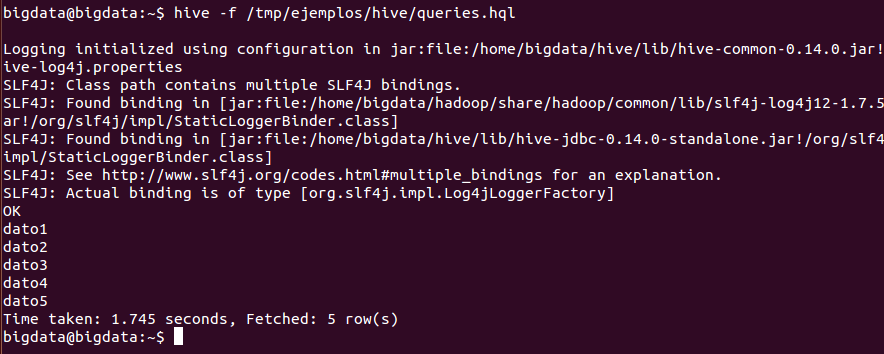 bigdata@bigdata:~$ hive -f /tmp/ejemplos/hive/queries.hql
Logging initialized using configuration in jar:file:/home/bigdata/hive/lib/hive-common-0.14.0.jar!
ive-log4j.properties
SLF4J: Class path contains multiple SLF4J bindings.
SLF4J: Found binding in [jar:file:/home/bigdata/hadoop/share/hadoop/common/lib/slf4j-log4j12-1.7.5
ar!/org/slf4j/impl/StaticLoggerBinder.class]
SLF4J: Found binding in [jar:file:/home/bigdata/hive/lib/hive-jdbc-0.14.0-standalone.jar!/org/slf4
impl/StaticLoggerBinder.class]
SLF4J: See http://www.slf4j.org/codes.html#multiple_bindings for an explanation.
SLF4J: Actual binding is of type [org.slf4j.impl.Log4jLoggerFactory]
OK
dato1
dato2
dato3
dato4
dato5
Time taken: 1.745 seconds, Fetched: 5 row(s)
bigdata@bigdata:~$